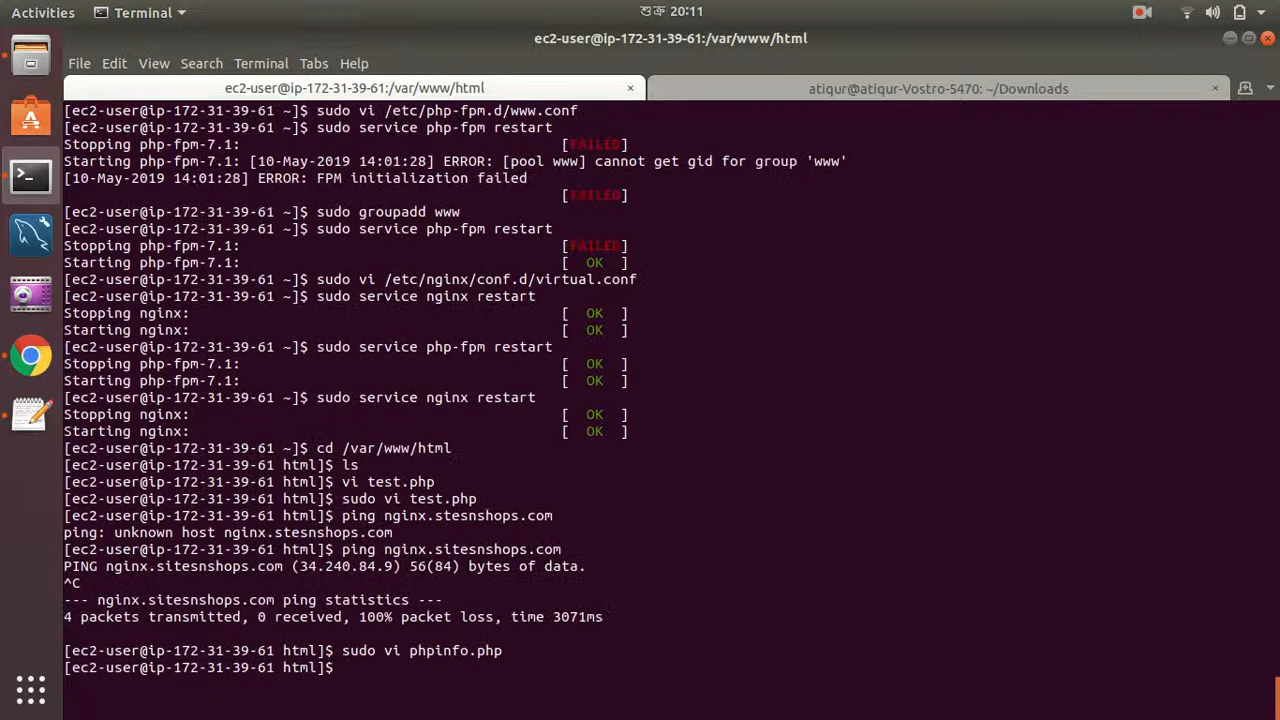 Activities
Terminal
শুক্র 20:11
ec2-user@ip-172-31-39-61:/var/www/html
File Edit View Search Terminal Tabs Help
ec2-user@ip-172-31-39-61:/var/www/html
atiqur@atiqur-Vostro-5470: ~/Downloads
[ec2-user@ip-172-31-39-61 ~]$ sudo vi /etc/php-fpm.d/www.conf
[ec2-user@ip-172-31-39-61 ~]$ sudo service php-fpm restart
Stopping php-fpm-7.1: [FAILED]
Starting php-fpm-7.1: [10-May-2019 14:01:28] ERROR: [pool www] cannot get gid for group 'www'
[10-May-2019 14:01:28] ERROR: FPM initialization failed
[FAILED]
[ec2-user@ip-172-31-39-61 ~]$ sudo groupadd www
[ec2-user@ip-172-31-39-61 ~]$ sudo service php-fpm restart
Stopping php-fpm-7.1: [FAILED]
Starting php-fpm-7.1: [ OK ]
[ec2-user@ip-172-31-39-61 ~]$ sudo vi /etc/nginx/conf.d/virtual.conf
[ec2-user@ip-172-31-39-61 ~]$ sudo service nginx restart
Stopping nginx: [ OK ]
Starting nginx: [ OK ]
[ec2-user@ip-172-31-39-61 ~]$ sudo service php-fpm restart
Stopping php-fpm-7.1: [ OK ]
Starting php-fpm-7.1: [ OK ]
[ec2-user@ip-172-31-39-61 ~]$ sudo service nginx restart
Stopping nginx: [ OK ]
Starting nginx: [ OK ]
[ec2-user@ip-172-31-39-61 ~]$ cd /var/www/html
[ec2-user@ip-172-31-39-61 html]$ ls
[ec2-user@ip-172-31-39-61 html]$ vi test.php
[ec2-user@ip-172-31-39-61 html]$ sudo vi test.php
[ec2-user@ip-172-31-39-61 html]$ ping nginx.stesnshops.com
ping: unknown host nginx.stesnshops.com
[ec2-user@ip-172-31-39-61 html]$ ping nginx.sitesnshops.com
PING nginx.sitesnshops.com (34.240.84.9) 56(84) bytes of data.
^C
--- nginx.sitesnshops.com ping statistics ---
4 packets transmitted, 0 received, 100% packet loss, time 3071ms
[ec2-user@ip-172-31-39-61 html]$ sudo vi phpinfo.php
[ec2-user@ip-172-31-39-61 html]$